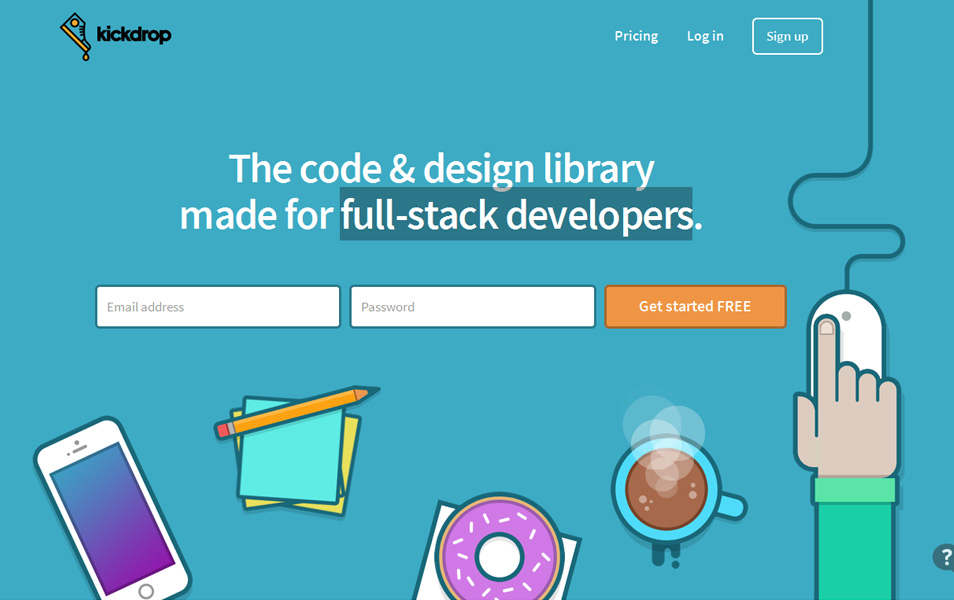 kickdrop
Pricing
Log in
Sign up
The code & design library
made for full-stack developers.
Email address
Password
Get started FREE
?